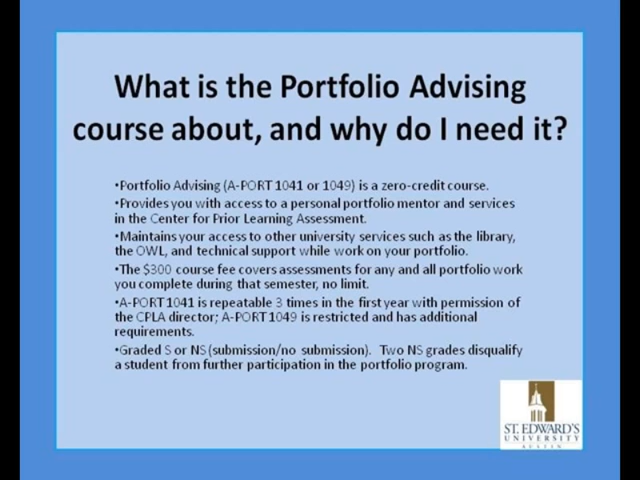 What is the Portfolio Advising
course about, and why do I need it?
•Portfolio Advising (A-PORT 1041 or 1049) is a zero-credit course.
•Provides you with access to a personal portfolio mentor and services
in the Center for Prior Learning Assessment.
•Maintains your access to other university services such as the library,
the OWL, and technical support while work on your portfolio.
•The $300 course fee covers assessments for any and all portfolio work
you complete during that semester, no limit.
•A-PORT 1041 is repeatable 3 times in the first year with permission of
the CPLA director; A-PORT 1049 is restricted and has additional
requirements.
•Graded S or NS (submission/no submission). Two NS grades disqualify
a student from further participation in the portfolio program.
ST. EDWARD'S
UNIVERSITY
AUSTIN